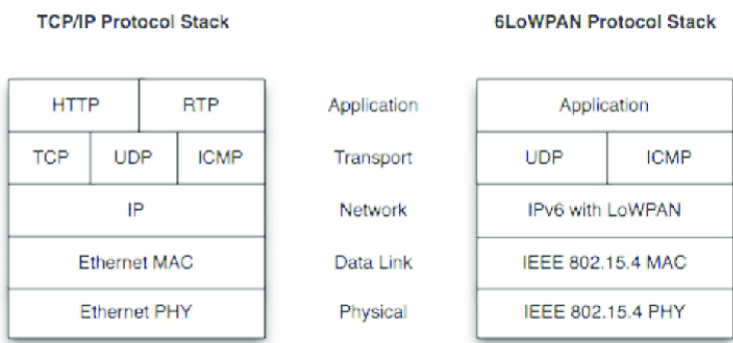 TCP/IP Protocol Stack 6LoWPAN Protocol Stack
HTTP RTP Application Application
TCP UDP ICMP Transport UDP ICMP
IP Network IPv6 with LoWPAN
Ethernet MAC Data Link IEEE 802.15.4 MAC
Ethernet PHY Physical IEEE 802.15.4 PHY